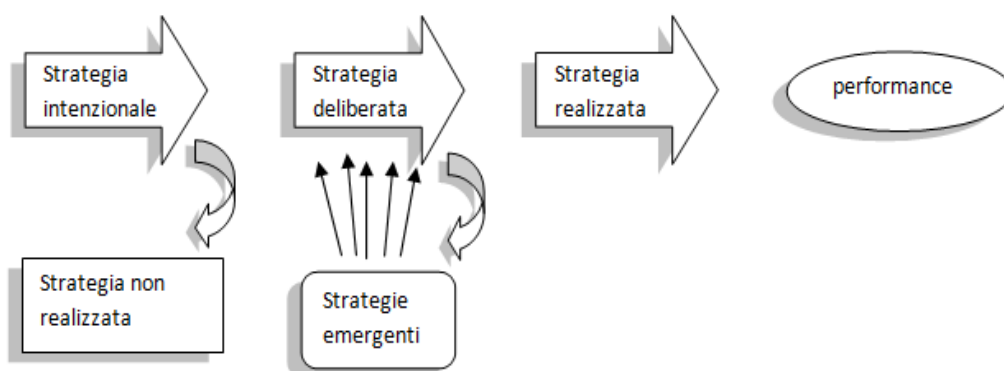 Strategia
intenzionale
Strategia
deliberata
Strategia
realizzata
performance
Strategia non
realizzata
Strategie
emergenti